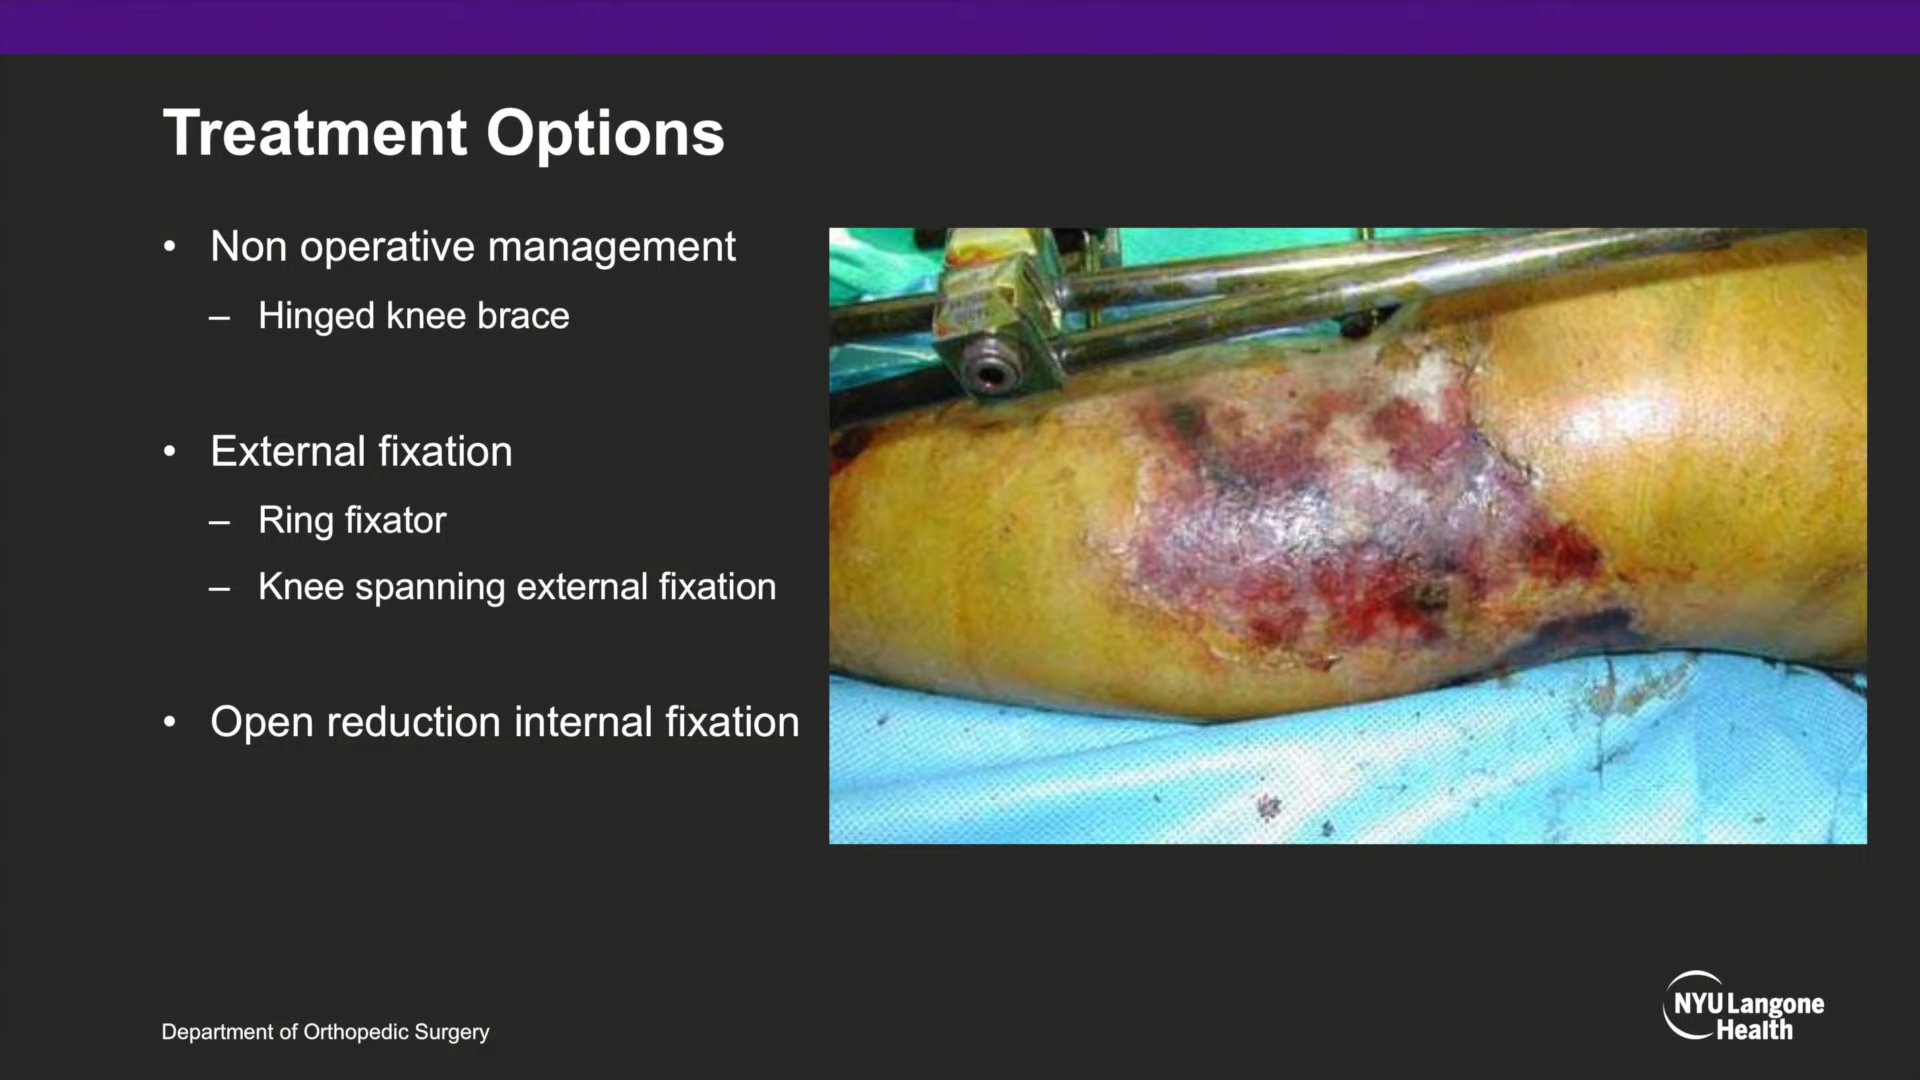 Treatment Options
• Non operative management
– Hinged knee brace
• External fixation
– Ring fixator
– Knee spanning external fixation
• Open reduction internal fixation
Department of Orthopedic Surgery
NYU Langone
Health